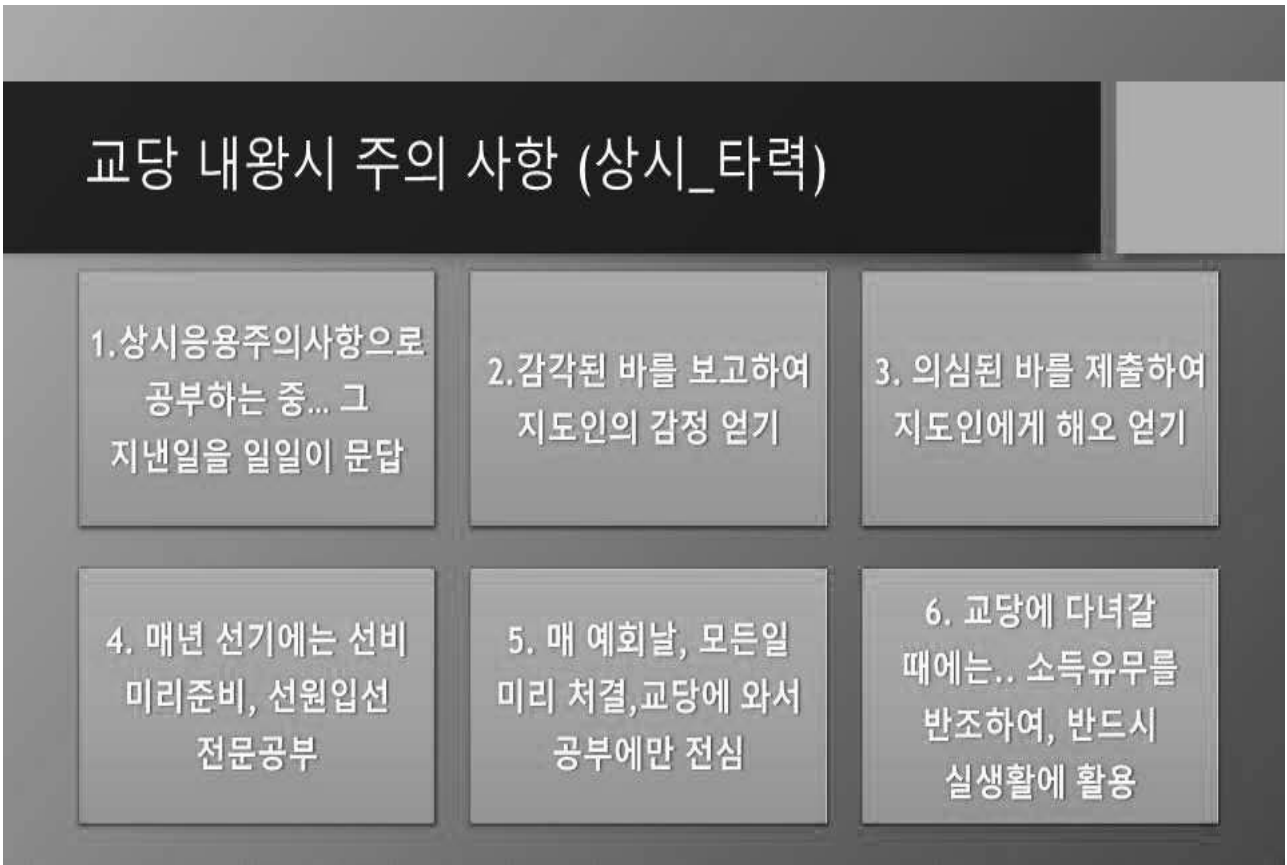 교당 내왕시 주의 사항 (상시_타력)
1.상시응용주의사항으로
공부하는 중... 그
지낸일을 일일이 문답
2.감각된 바를 보고하여
지도인의 감정 얻기
3. 의심된 바를 제출하여
지도인에게 해오 얻기
4. 매년 선기에는 선비
미리준비, 선원입선
전문공부
5. 매 예회날, 모든일
미리 처결,교당에 와서
공부에만 전심
6. 교당에 다녀갈
때에는.. 소득유무를
반조하여, 반드시
실생활에 활용